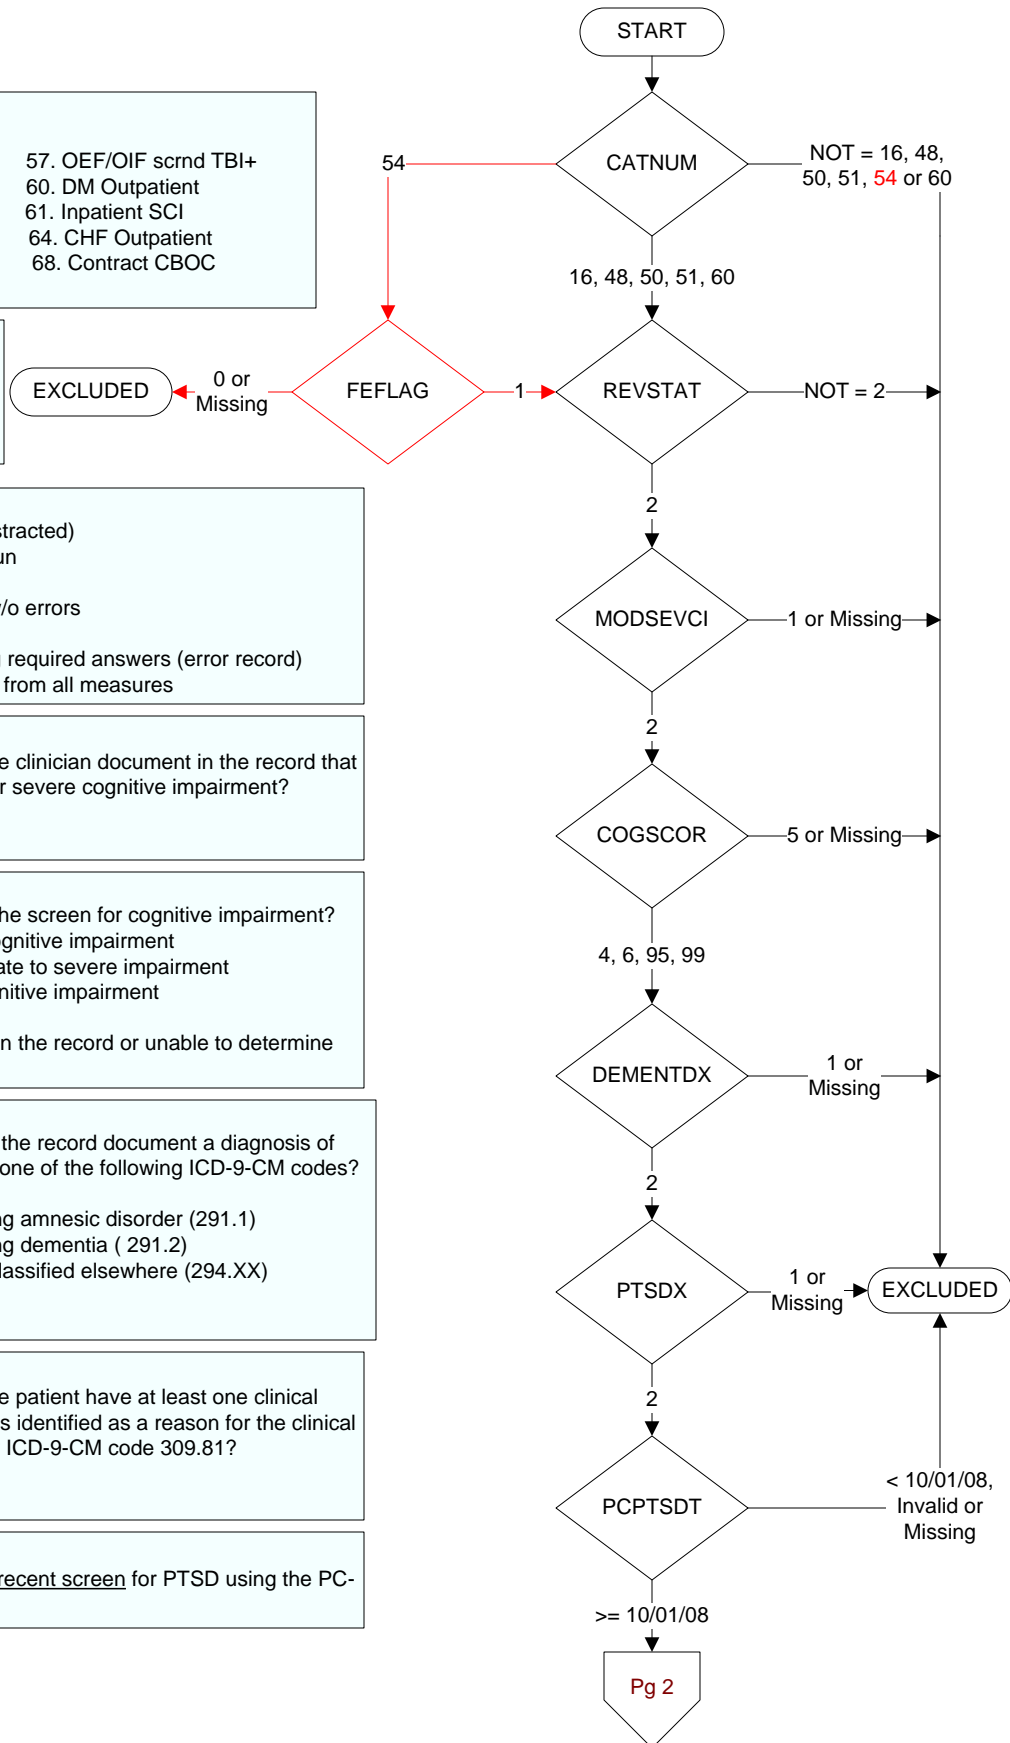 START
CATNUM
54
NOT = 16, 48,
50, 51, 54 or 60
16, 48, 50, 51, 60
57. OEF/OIF scrnd TBI+
60. DM Outpatient
61. Inpatient SCI
64. CHF Outpatient
68. Contract CBOC
EXCLUDED
0 or
Missing
FEFLAG
1
REVSTAT
NOT = 2
2
stracted)
un
/o errors
required answers (error record)
from all measures
MODSEVCI
1 or Missing
2
e clinician document in the record that
r severe cognitive impairment?
COGSCOR
5 or Missing
4, 6, 95, 99
he screen for cognitive impairment?
ognitive impairment
ate to severe impairment
nitive impairment
n the record or unable to determine
DEMENTDX
1 or
Missing
2
the record document a diagnosis of
one of the following ICD-9-CM codes?
ng amnesic disorder (291.1)
ng dementia ( 291.2)
lassified elsewhere (294.XX)
PTSDX
1 or
Missing
EXCLUDED
2
e patient have at least one clinical
s identified as a reason for the clinical
ICD-9-CM code 309.81?
PCPTSDT
< 10/01/08,
Invalid or
Missing
recent screen for PTSD using the PC-
>= 10/01/08
Pg 2